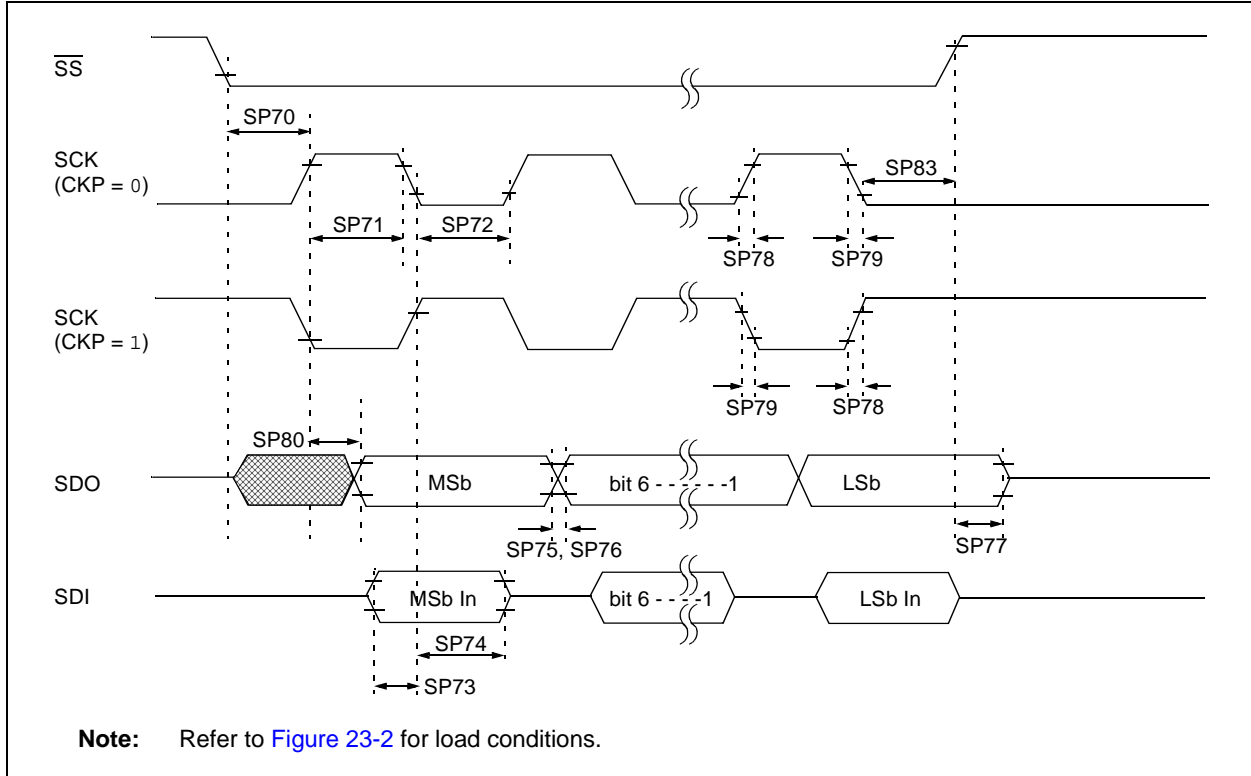 SS
SP70
SCK
(CKP = 0)
SP83
SP71
SP72
SP78
SP79
SCK
(CKP = 1)
SP79
SP78
SP80
SDO
MSb
bit 6 - - - - - -1
LSb
SP75, SP76
SP77
SDI
MSb In
bit 6 - - - -1
LSb In
SP74
SP73
Note: Refer to Figure 23-2 for load conditions.